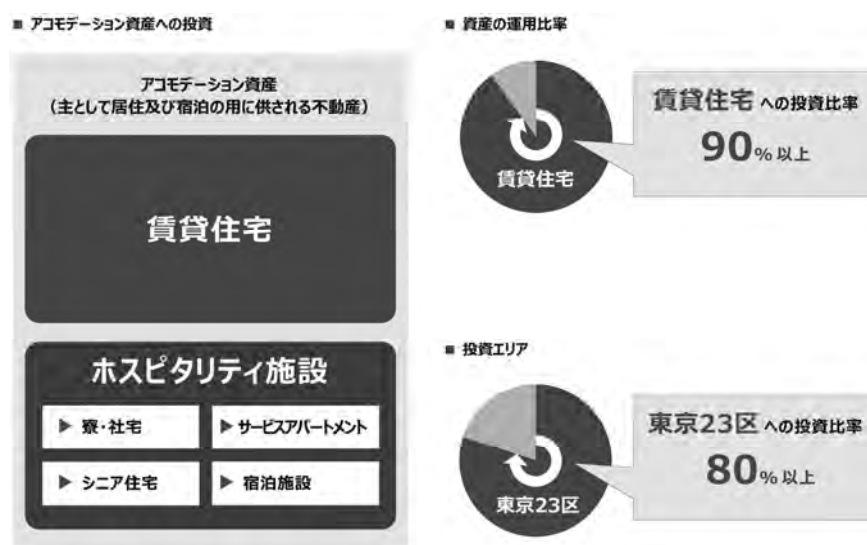 ■ アコモデーション資産への投資
アコモデーション資産
（主として居住及び宿泊の用に供される不動産）
賃貸住宅
ホスピタリティ施設
▶ 寮・社宅
▶ サービスアパートメント
▶ シニア住宅
▶ 宿泊施設
■ 資産の運用比率
賃貸住宅
賃貸住宅 への投資比率
90% 以上
■ 投資エリア
東京23区
東京23区 への投資比率
80% 以上